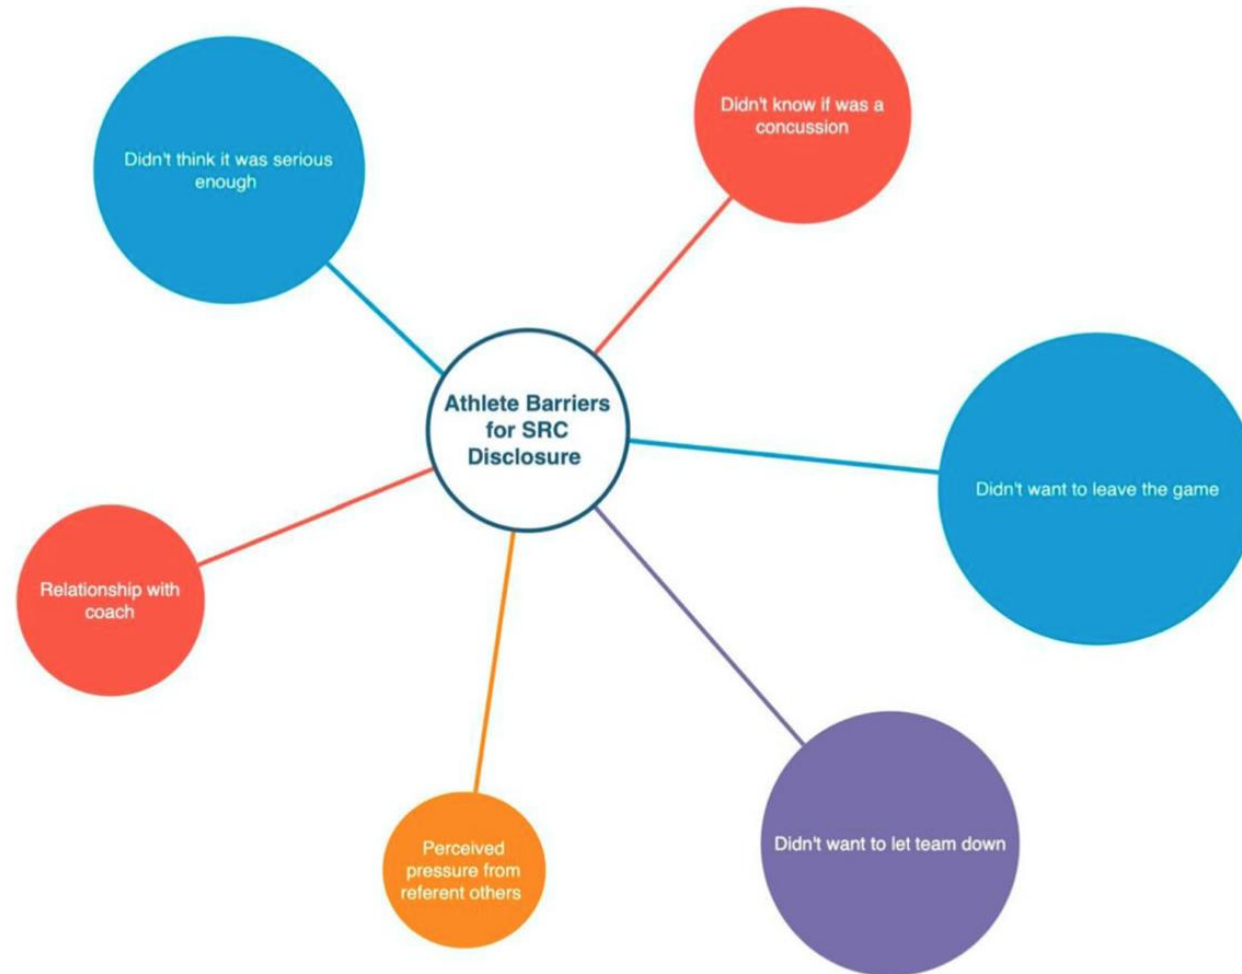 Didn't know if was a
concussion
Didn't think it was serious
enough
Athlete Barriers
for SRC
Disclosure
Didn't want to leave the game
Relationship with
coach
Didn't want to let team down
Perceived
pressure from
referent others